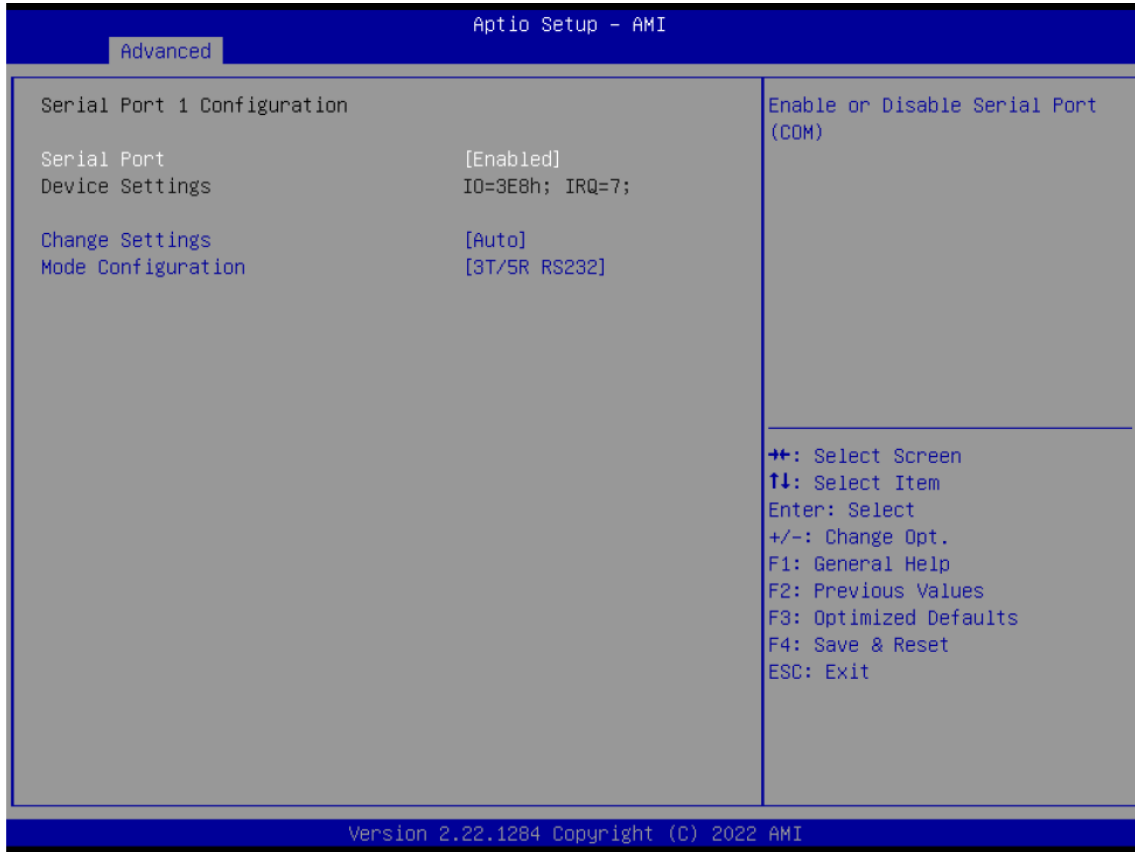 Aptio Setup – AMI
Advanced
Serial Port 1 Configuration
Serial Port [Enabled]
Device Settings IO=3E8h; IRQ=7;
Change Settings [Auto]
Mode Configuration [3T/5R RS232]
Enable or Disable Serial Port
(COM)
→←: Select Screen
↑↓: Select Item
Enter: Select
+/-: Change Opt.
F1: General Help
F2: Previous Values
F3: Optimized Defaults
F4: Save & Reset
ESC: Exit
Version 2.22.1284 Copyright (C) 2022 AMI